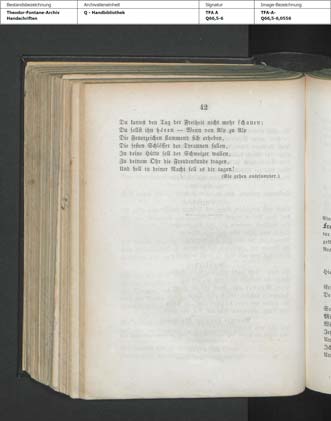 Bestandsbezeichnung
Theodor-Fontane-Archiv
Handschriften
Archivalieneinheit
Q - Handbibliothek
Signatur
TFA A
Q66,5-6
Image-Bezeichnung
TFA-A-
Q66,5-6,0556
42
Du kannst den Tag der Freiheit nicht mehr schauen;
Du sollst ihn hören — Wenn von Alp zu Alp
Die Feuerzeichen flammend sich erheben,
Die festen Schlösser der Tyrannen fallen,
In deine Hütte soll der Schweizer wallen,
Zu deinem Ohr die Freudenkunde tragen,
Und hell in deiner Nacht soll es dir tagen!
(Sie gehen auseinander.)